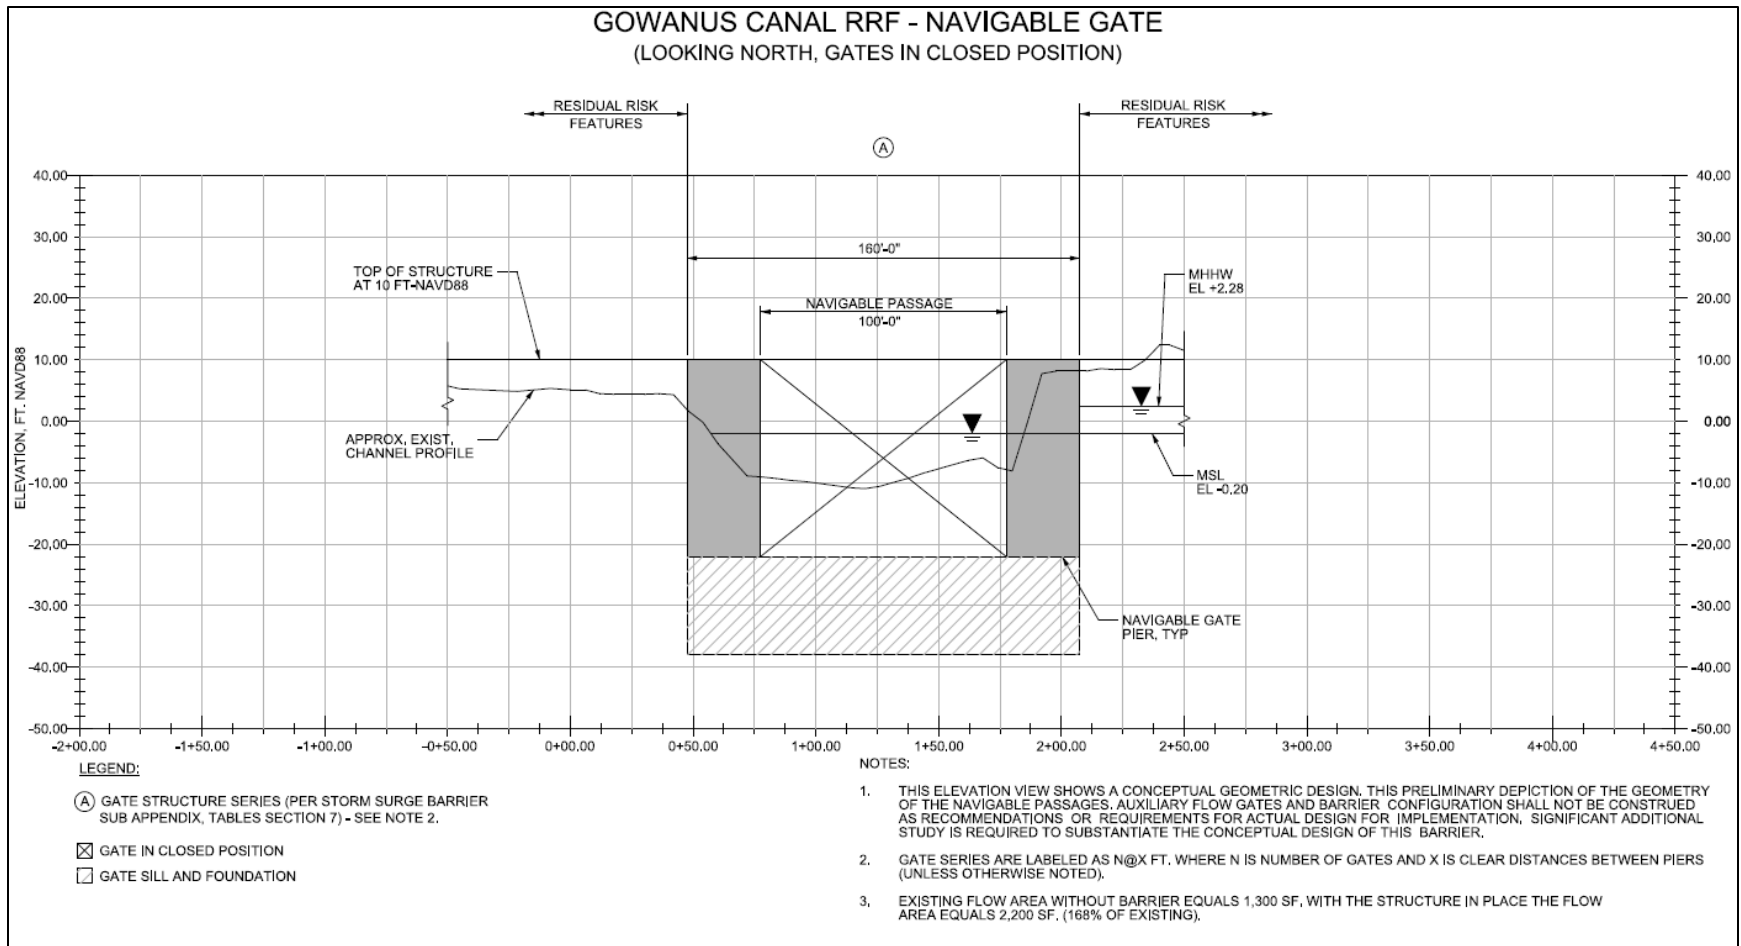 GOWANUS CANAL RRF - NAVIGABLE GATE
(LOOKING NORTH, GATES IN CLOSED POSITION)
RESIDUAL RISK
FEATURES
RESIDUAL RISK
FEATURES
A
40.00
40.00
30.00
30.00
160'-0"
TOP OF STRUCTURE
AT 10 FT-NAVD88
MHHW
EL +2.28
20.00
20.00
NAVIGABLE PASSAGE
100'-0"
ELEVATION, FT. NAVD88
10.00
10.00
0.00
0.00
APPROX. EXIST.
CHANNEL PROFILE
MSL
EL -0.20
-10.00
-10.00
-20.00
-20.00
-30.00
-30.00
NAVIGABLE GATE
PIER, TYP
-40.00
-40.00
-50.00
-50.00
-2+00.00 -1+50.00 -1+00.00 -0+50.00 0+00.00 0+50.00 1+00.00 1+50.00 2+00.00 2+50.00 3+00.00 3+50.00 4+00.00 4+50.00
LEGEND:
A GATE STRUCTURE SERIES (PER STORM SURGE BARRIER
SUB APPENDIX, TABLES SECTION 7) - SEE NOTE 2.
GATE IN CLOSED POSITION
GATE SILL AND FOUNDATION
NOTES:
1. THIS ELEVATION VIEW SHOWS A CONCEPTUAL GEOMETRIC DESIGN. THIS PRELIMINARY DEPICTION OF THE GEOMETRY
OF THE NAVIGABLE PASSAGES. AUXILIARY FLOW GATES AND BARRIER CONFIGURATION SHALL NOT BE CONSTRUED
AS RECOMMENDATIONS OR REQUIREMENTS FOR ACTUAL DESIGN FOR IMPLEMENTATION, SIGNIFICANT ADDITIONAL
STUDY IS REQUIRED TO SUBSTANTIATE THE CONCEPTUAL DESIGN OF THIS BARRIER.
2. GATE SERIES ARE LABELED AS N@X FT. WHERE N IS NUMBER OF GATES AND X IS CLEAR DISTANCES BETWEEN PIERS
(UNLESS OTHERWISE NOTED).
3. EXISTING FLOW AREA WITHOUT BARRIER EQUALS 1,300 SF, WITH THE STRUCTURE IN PLACE THE FLOW
AREA EQUALS 2,200 SF. (168% OF EXISTING).